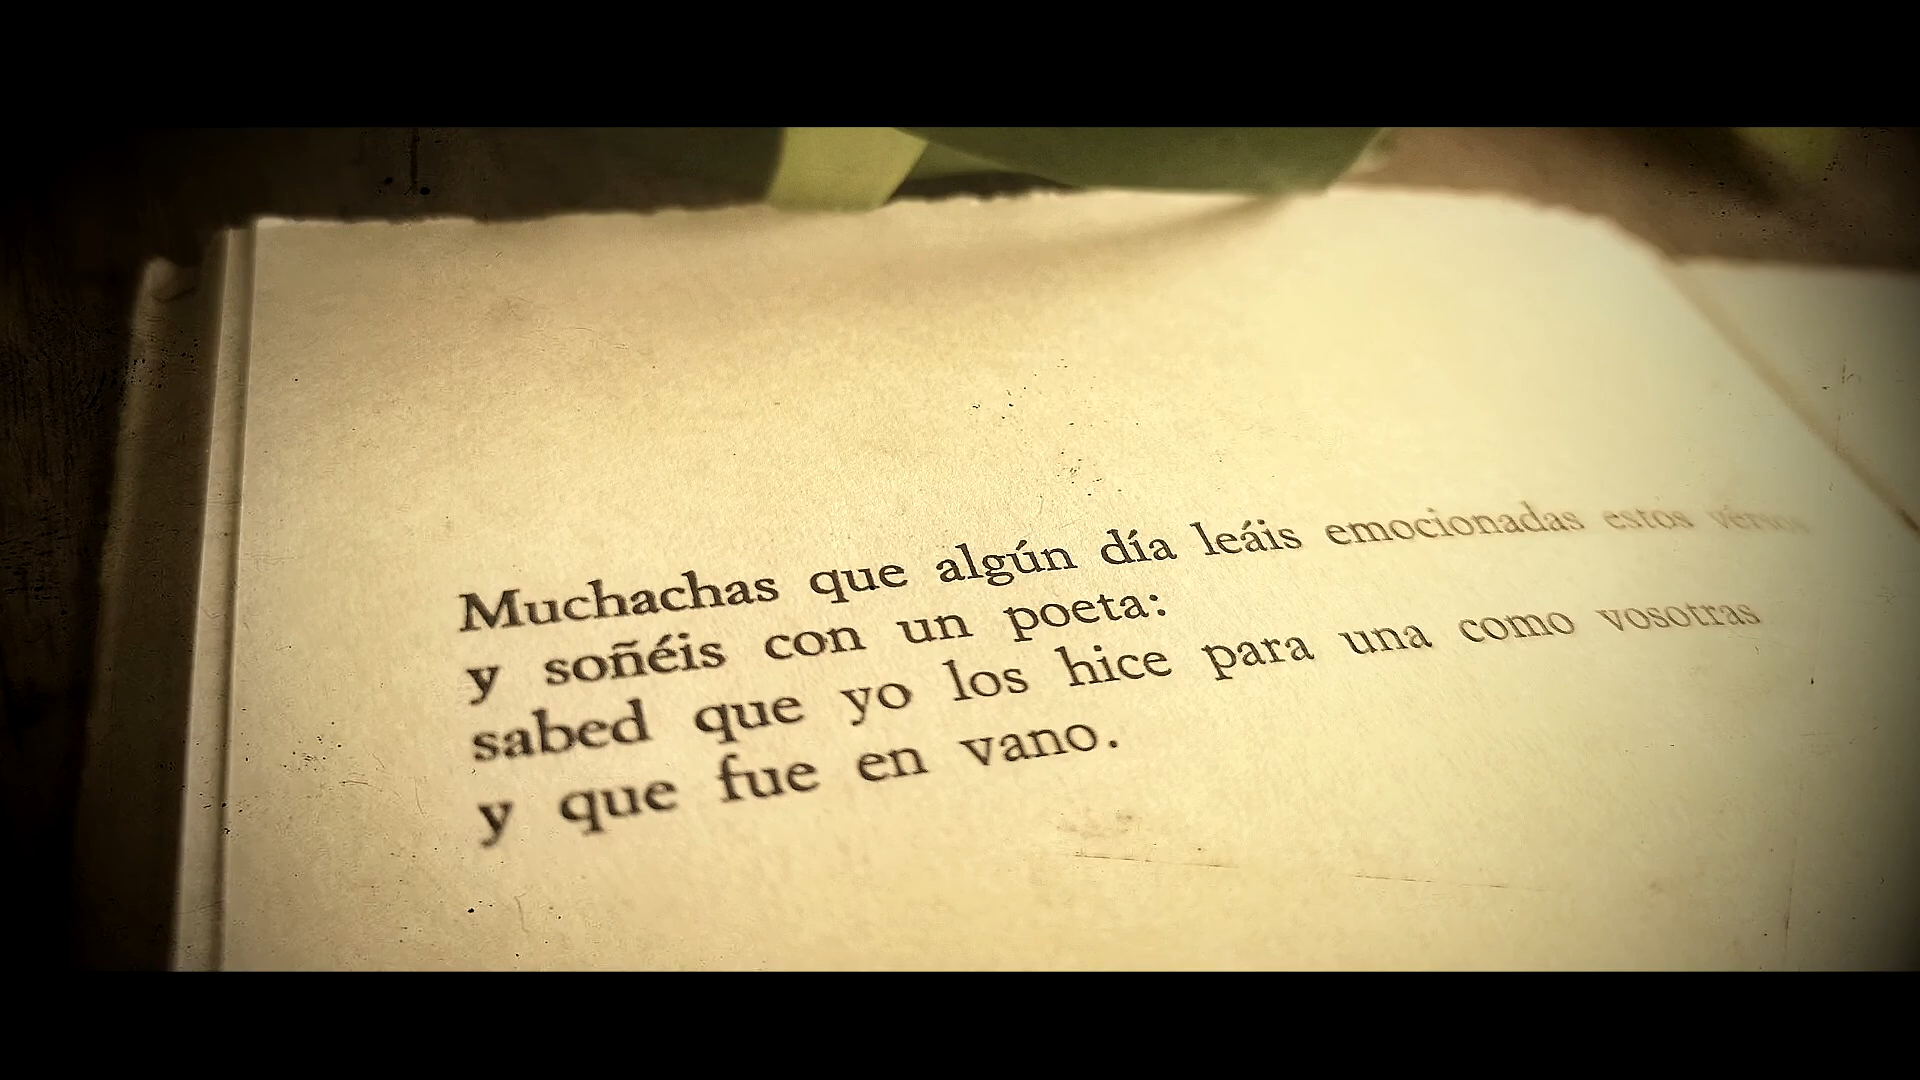 Muchachas que algún día leáis emocionadas estos versos
y soñéis con un poeta:
sabed que yo los hice para una como vosotras
y que fue en vano.